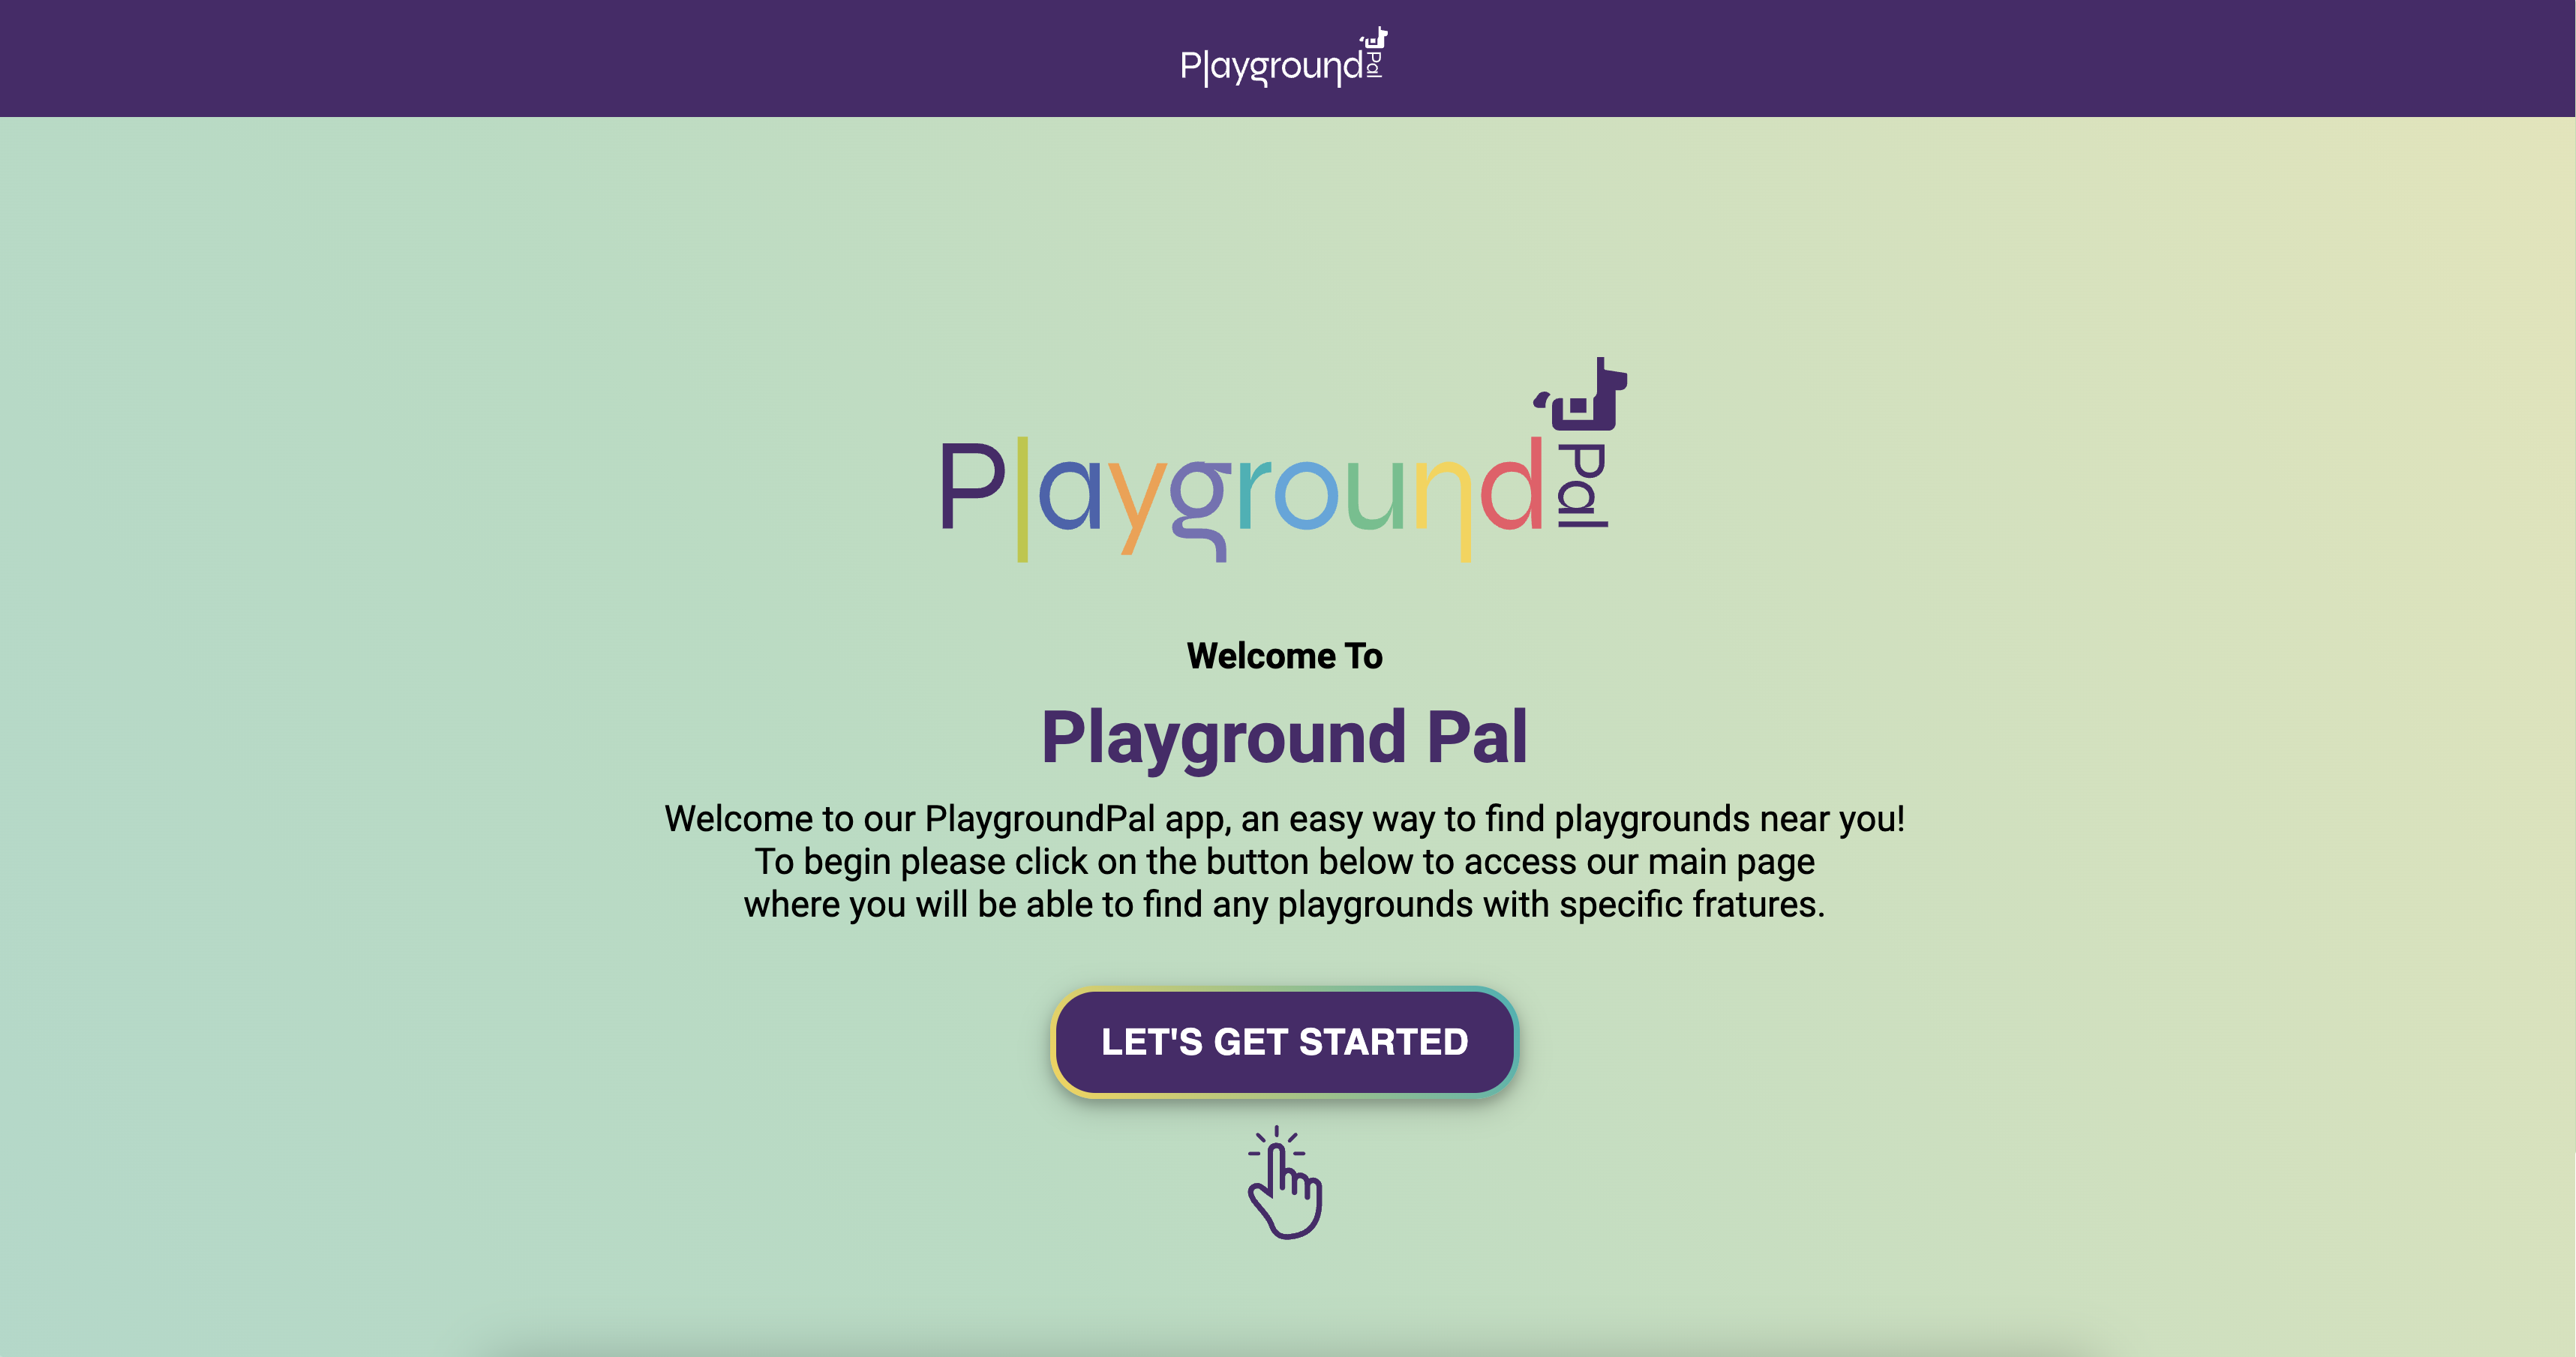 Playground Pal
Playground Pal
Welcome To
Playground Pal
Welcome to our PlaygroundPal app, an easy way to find playgrounds near you!
To begin please click on the button below to access our main page
where you will be able to find any playgrounds with specific fratures.
LET'S GET STARTED